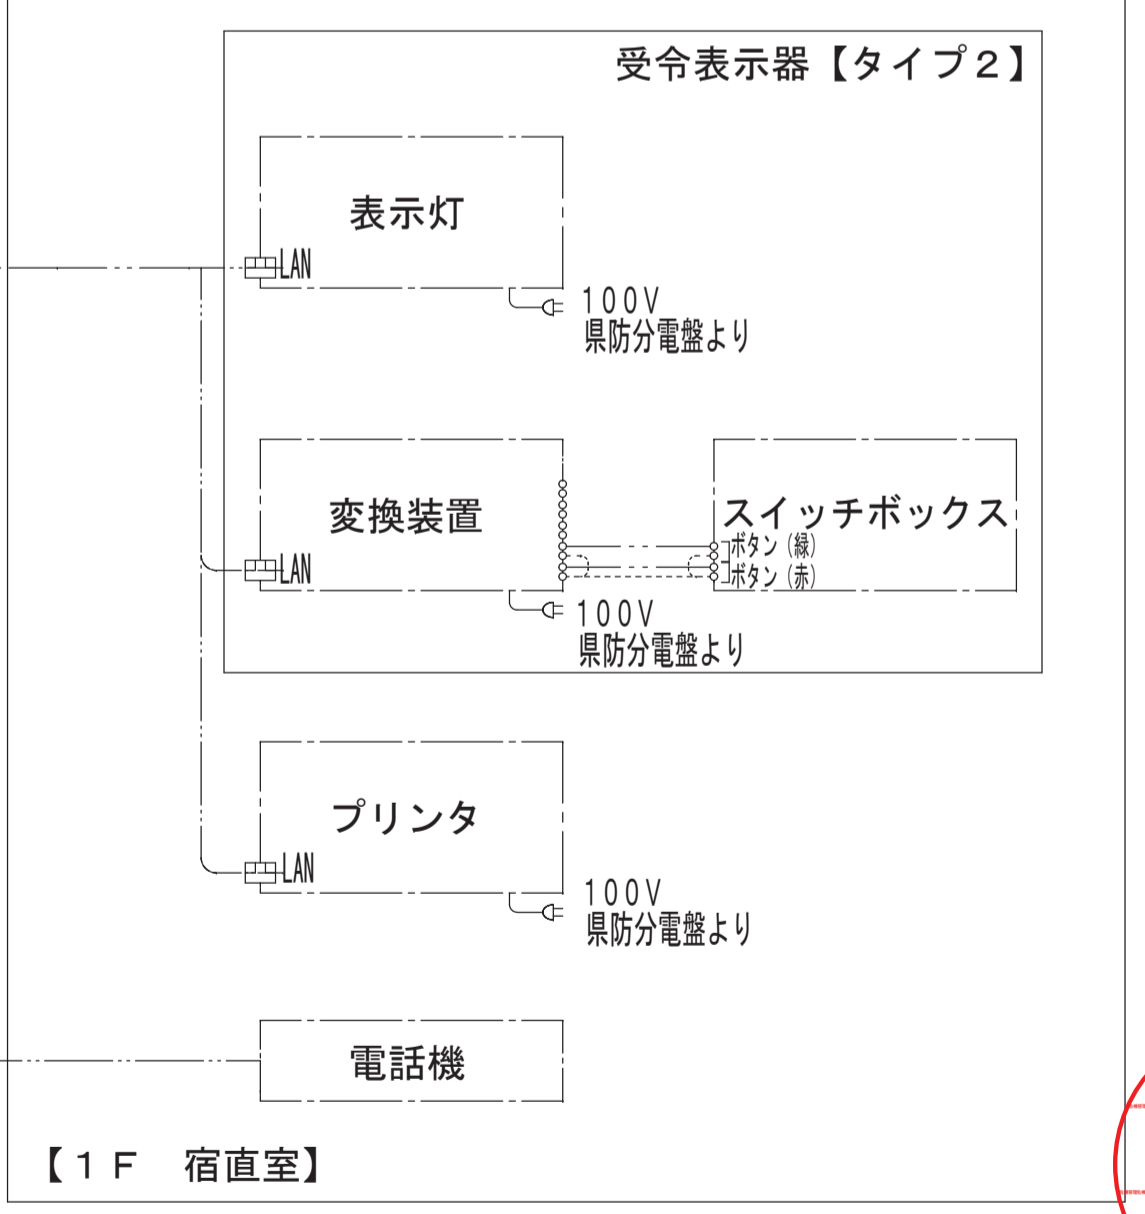 受令表示器【タイプ2】
表示灯
LAN
100V
県防分電盤より
変換装置
スイッチボックス
ボタン(緑)
ボタン(赤)
LAN
100V
県防分電盤より
プリンタ
LAN
100V
県防分電盤より
電話機
【1F 宿直室】